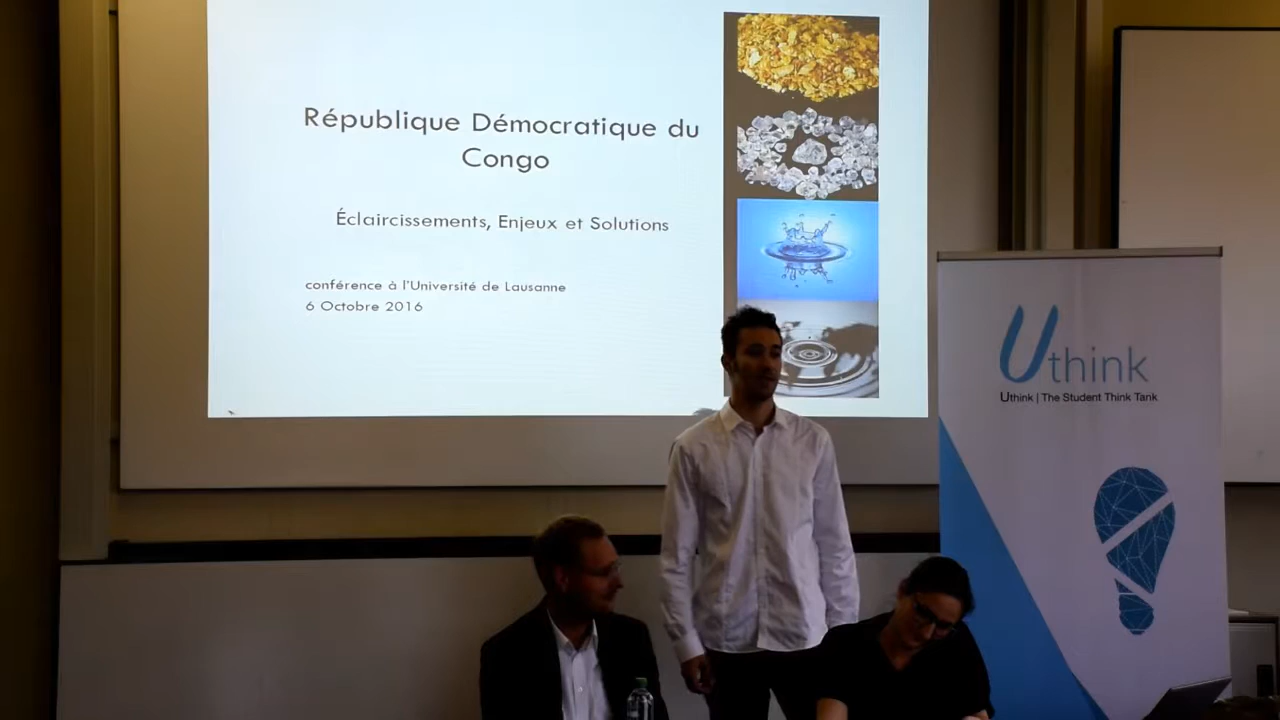 République Démocratique du
Congo
Éclaircissements, Enjeux et Solutions
conférence à l'Université de Lausanne
6 Octobre 2016
Uthink
Uthink | The Student Think Tank